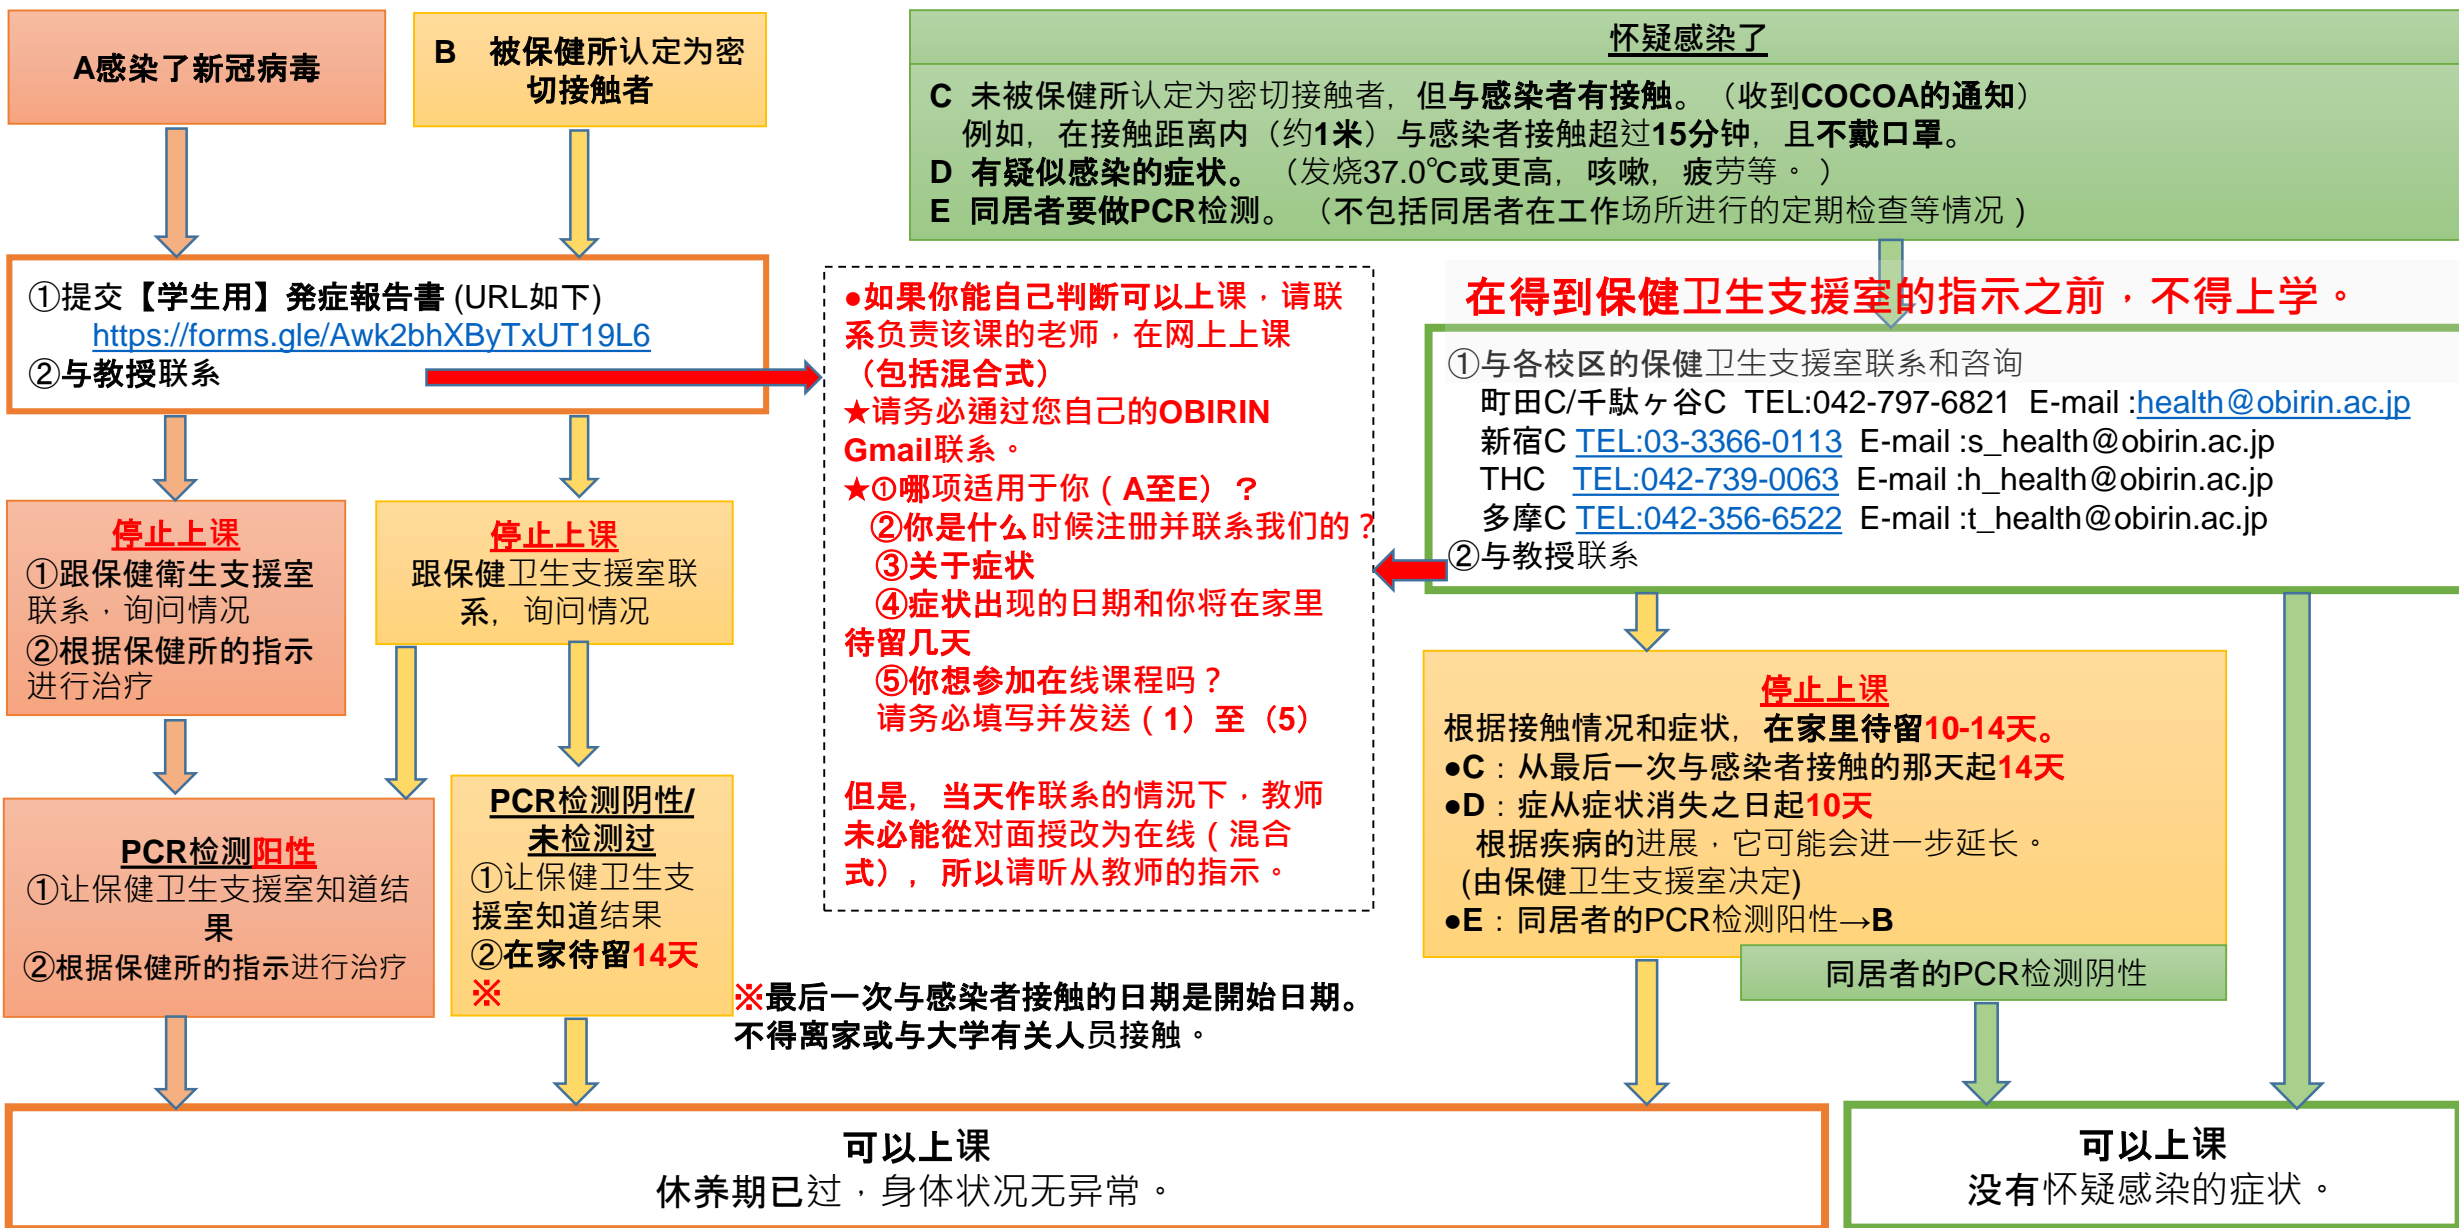 A感染了新冠病毒
B 被保健所认定为密
切接触者
怀疑感染了
C 未被保健所认定为密切接触者，但与感染者有接触。（收到COCOA的通知）
例如，在接触距离内（约1米）与感染者接触超过15分钟，且不戴口罩。
D 有疑似感染的症状。（发烧37.0℃或更高，咳嗽，疲劳等。）
E 同居者要做PCR检测。（不包括同居者在工作场所进行的定期检查等情况）
①提交【学生用】発症報告書 (URL如下)
https://forms.gle/Awk2bhXByTxUT19L6
②与教授联系
●如果你能自己判断可以上课，请联
系负责该课的老师，在网上上课
（包括混合式）
★请务必通过您自己的OBIRIN
Gmail联系。
★①哪项适用于你（A至E）？
②你是什么时候注册并联系我们的？
③关于症状
④症状出现的日期和你将在家里
待留几天
⑤你想参加在线课程吗？
请务必填写并发送（1）至（5）
但是，当天作联系的情況下，教师
未必能從对面授改为在线（混合
式），所以请听从教师的指示。
在得到保健卫生支援室的指示之前，不得上学。
①与各校区的保健卫生支援室联系和咨询
町田C/千駄ヶ谷C TEL:042-797-6821 E-mail :health@obirin.ac.jp
新宿C TEL:03-3366-0113 E-mail :s_health@obirin.ac.jp
THC TEL:042-739-0063 E-mail :h_health@obirin.ac.jp
多摩C TEL:042-356-6522 E-mail :t_health@obirin.ac.jp
②与教授联系
停止上课
①跟保健衛生支援室
联系，询问情况
②根据保健所的指示
进行治疗
停止上课
跟保健卫生支援室联
系，询问情况
停止上课
根据接触情况和症状，在家里待留10-14天。
●C：从最后一次与感染者接触的那天起14天
●D：症从症状消失之日起10天
根据疾病的进展，它可能会进一步延长。
(由保健卫生支援室决定)
●E：同居者的PCR检测阳性→B
同居者的PCR检测阴性
PCR检测阳性
①让保健卫生支援室知道结
果
②根据保健所的指示进行治疗
PCR检测阴性/
未检测过
①让保健卫生支
援室知道结果
②在家待留14天
※
※最后一次与感染者接触的日期是開始日期。
不得离家或与大学有关人员接触。
可以上课
休养期已过，身体状况无异常。
可以上课
没有怀疑感染的症状。